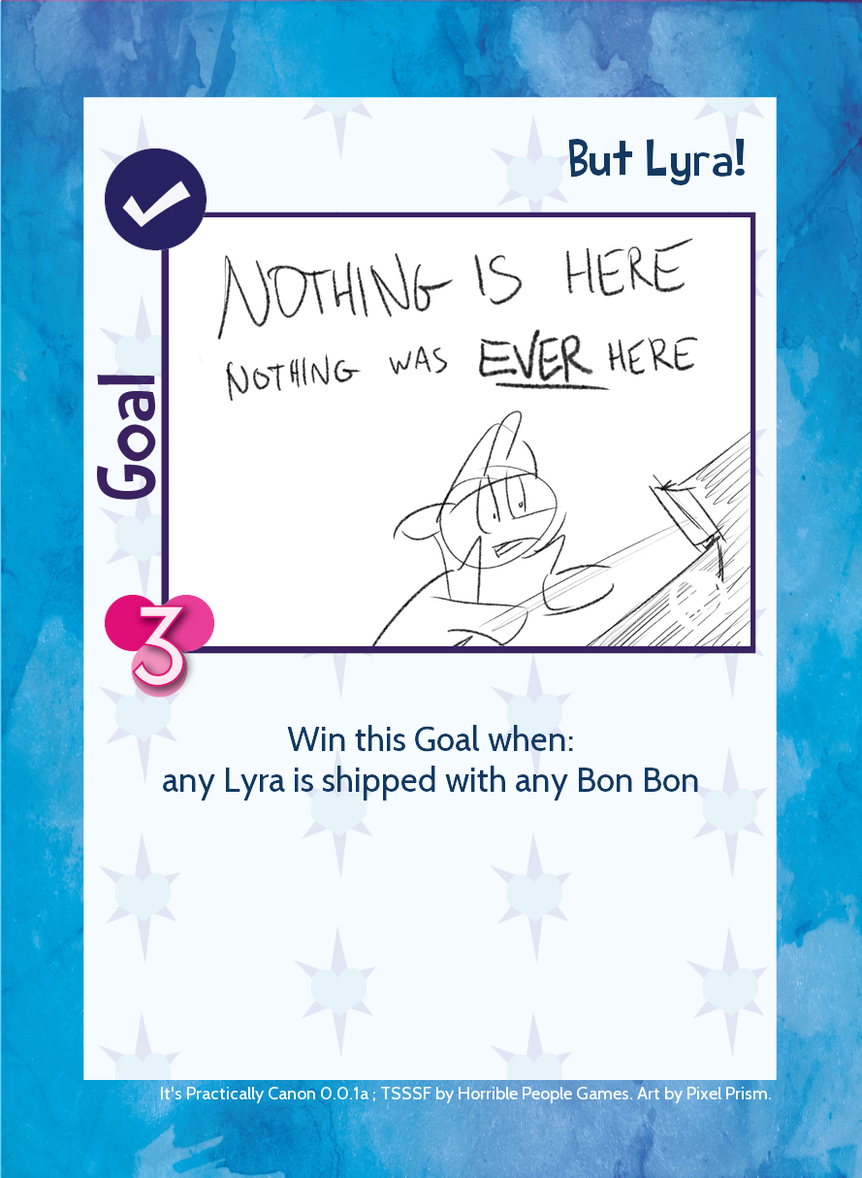 But Lyra!
NOTHING IS HERE
NOTHING WAS EVER HERE
Goal
3
Win this Goal when:
any Lyra is shipped with any Bon Bon
It's Practically Canon 0.0.1a ; TSSSF by Horrible People Games. Art by Pixel Prism.